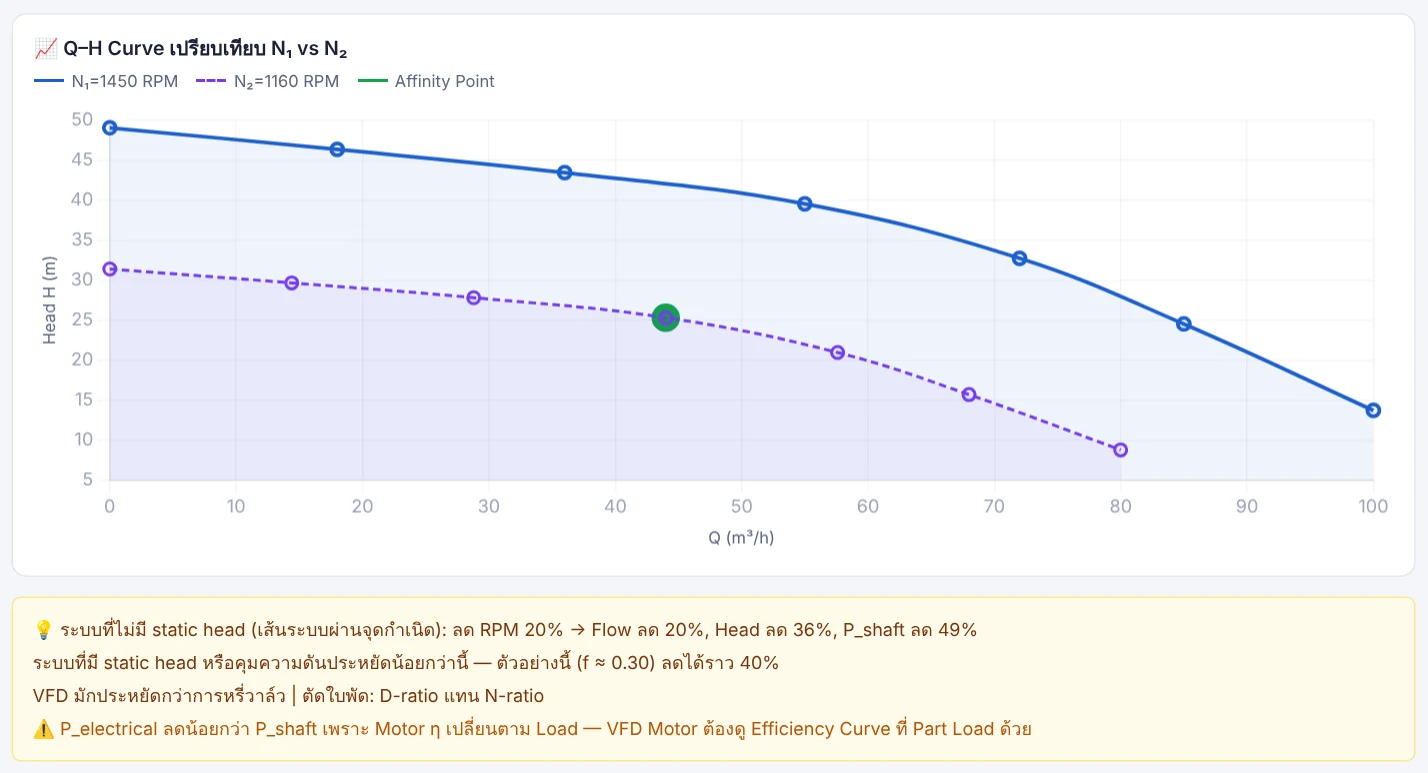 📈 Q–H Curve เปรียบเทียบ N₁ vs N₂
N₁=1450 RPM N₂=1160 RPM Affinity Point
50
45
40
35
30
25
20
15
10
5
Head H (m)
0 10 20 30 40 50 60 70 80 90 100
Q (m³/h)
💡 ระบบที่ไม่มี static head (เส้นระบบผ่านจุดกำเนิด): ลด RPM 20% → Flow ลด 20%, Head ลด 36%, P_shaft ลด 49%
ระบบที่มี static head หรือคุมความดันประหยัดน้อยกว่านี้ — ตัวอย่างนี้ (f ≈ 0.30) ลดได้ราว 40%
VFD มักประหยัดกว่าการหรี่วาล์ว | ตัดใบพัด: D-ratio แทน N-ratio
⚠️ P_electrical ลดน้อยกว่า P_shaft เพราะ Motor η เปลี่ยนตาม Load — VFD Motor ต้องดู Efficiency Curve ที่ Part Load ด้วย